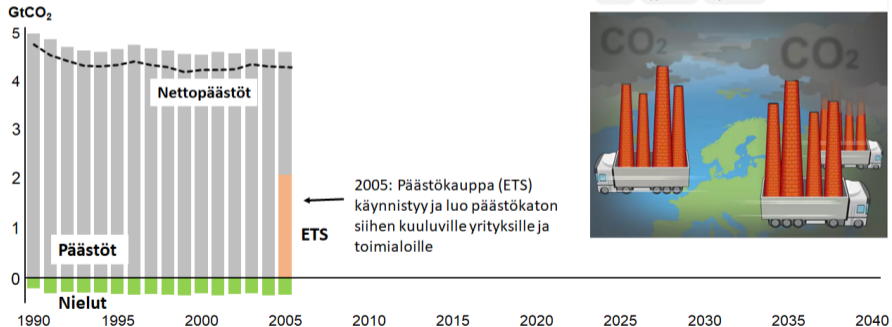 GtCO2
5
4
3
2
1
0
Nettopäästöt
Päästöt
Nielut
ETS
2005: Päästökauppa (ETS)
käynnistyy ja luo päästökaton
siihen kuuluville yrityksille ja
toimialoille
1990 1995 2000 2005 2010 2015 2020 2025 2030 2035 2040
CO2
CO2